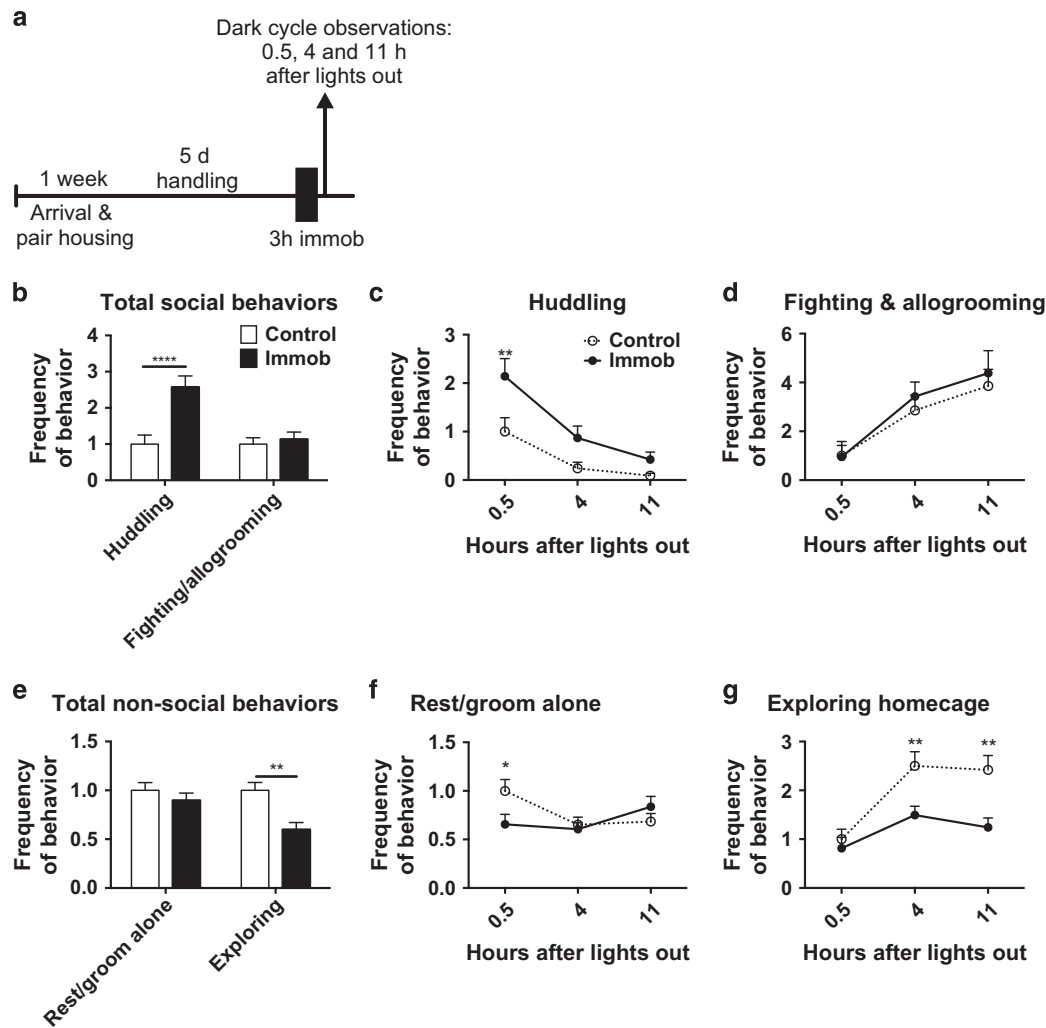 a
Dark cycle observations:
0.5, 4 and 11 h
after lights out
1 week
5 d
handling
Arrival &
pair housing
3h immob
b
Total social behaviors
Frequency
of behavior
4
3
2
1
0
****
Control
Immob
Huddling
Fighting/allogrooming
c
Huddling
Frequency
of behavior
3
2
1
0
**
Control
Immob
0.5
4
11
Hours after lights out
d
Fighting & allogrooming
Frequency
of behavior
6
4
2
0
0.5
4
11
Hours after lights out
e
Total non-social behaviors
Frequency
of behavior
1.5
1.0
0.5
0.0
**
Rest/groom alone
Exploring
f
Rest/groom alone
Frequency
of behavior
1.5
1.0
0.5
0.0
*
0.5
4
11
Hours after lights out
g
Exploring homecage
Frequency
of behavior
3
2
1
0
**
**
0.5
4
11
Hours after lights out